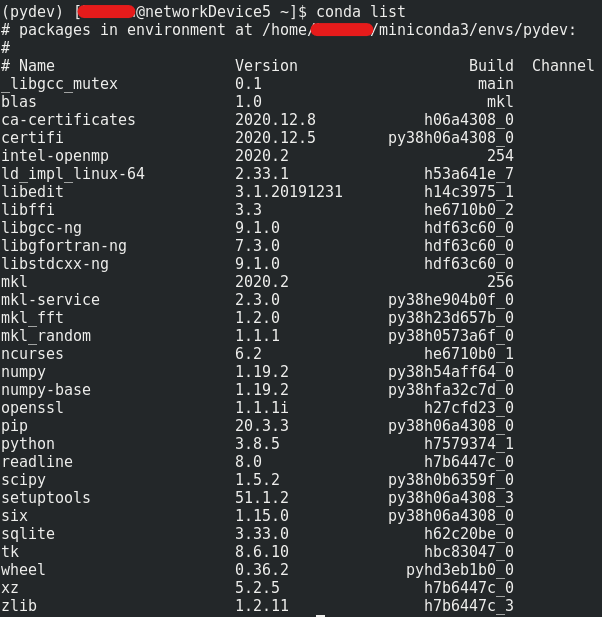 (pydev) [@networkDevice5 ~]$ conda list
# packages in environment at /home/ /miniconda3/envs/pydev:
#
# Name Version Build Channel
_libgcc_mutex 0.1 main
blas 1.0 mkl
ca-certificates 2020.12.8 h06a4308_0
certifi 2020.12.5 py38h06a4308_0
intel-openmp 2020.2 254
ld_impl_linux-64 2.33.1 h53a641e_7
libedit 3.1.20191231 h14c3975_1
libffi 3.3 he6710b0_2
libgcc-ng 9.1.0 hdf63c60_0
libgfortran-ng 7.3.0 hdf63c60_0
libstdcxx-ng 9.1.0 hdf63c60_0
mkl 2020.2 256
mkl-service 2.3.0 py38he904b0f_0
mkl_fft 1.2.0 py38h23d657b_0
mkl_random 1.1.1 py38h0573a6f_0
ncurses 6.2 he6710b0_1
numpy 1.19.2 py38h54aff64_0
numpy-base 1.19.2 py38hfa32c7d_0
openssl 1.1.1i h27cfd23_0
pip 20.3.3 py38h06a4308_0
python 3.8.5 h7579374_1
readline 8.0 h7b6447c_0
scipy 1.5.2 py38h0b6359f_0
setuptools 51.1.2 py38h06a4308_3
six 1.15.0 py38h06a4308_0
sqlite 3.33.0 h62c20be_0
tk 8.6.10 hbc83047_0
wheel 0.36.2 pyhd3eb1b0_0
xz 5.2.5 h7b6447c_0
zlib 1.2.11 h7b6447c_3